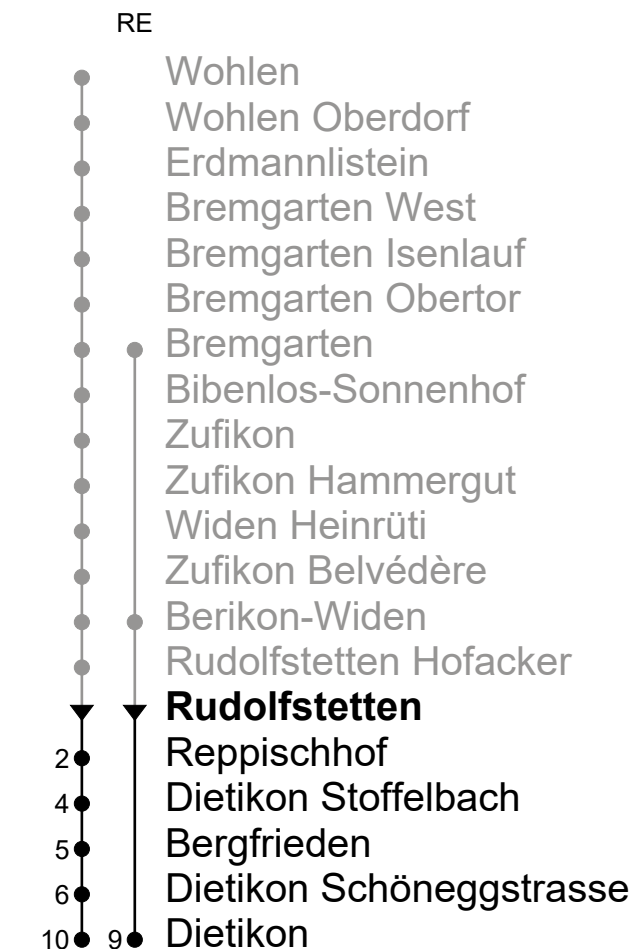 RE
Wohlen
Wohlen Oberdorf
Erdmannlistein
Bremgarten West
Bremgarten Isenlauf
Bremgarten Obertor
Bremgarten
Bibenlos-Sonnenhof
Zufikon
Zufikon Hammergut
Widen Heinrüti
Zufikon Belvédère
Berikon-Widen
Rudolfstetten Hofacker
Rudolfstetten
2 Reppischhof
4 Dietikon Stoffelbach
5 Bergfrieden
6 Dietikon Schöneggstrasse
10 9 Dietikon